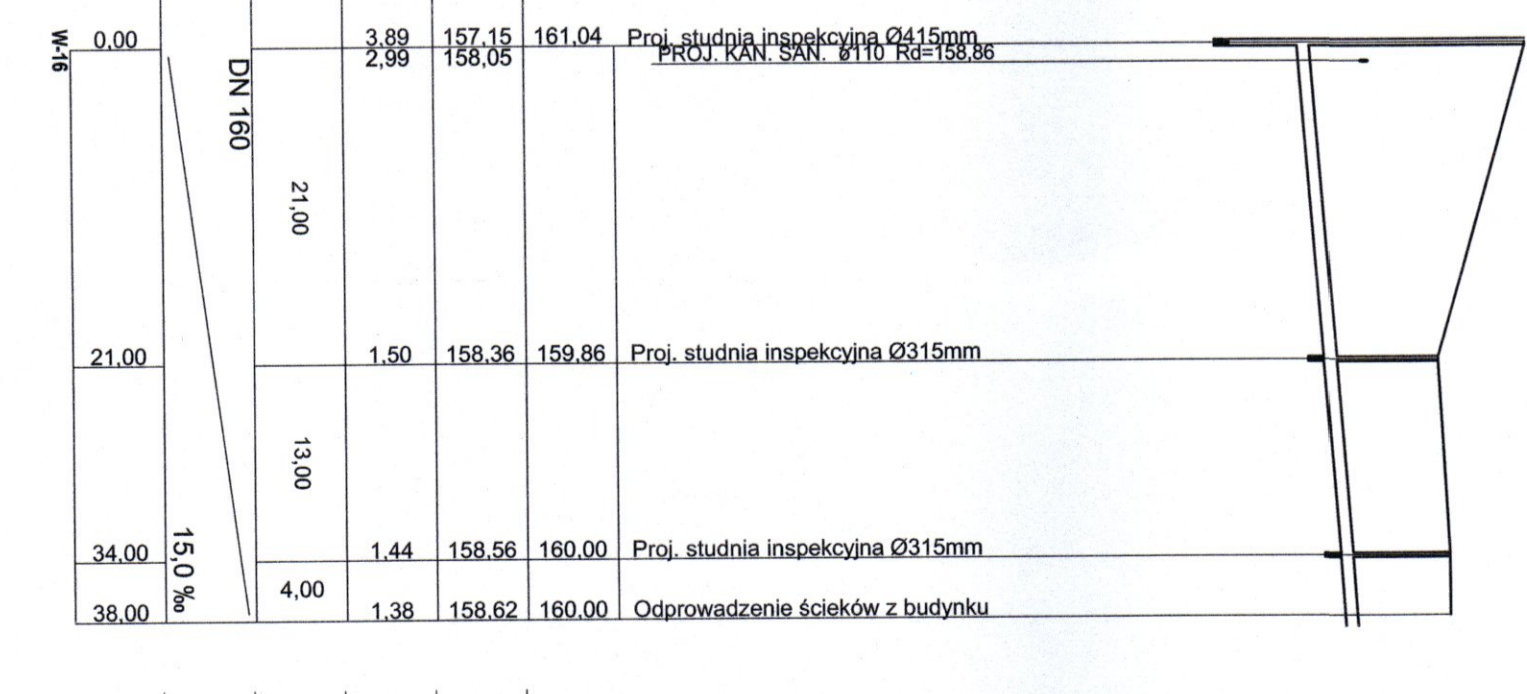 W-16
0,00 3,89 157,15 161,04 Proj. studnia inspekcyjna Ø415mm
2,99 158,05 PROJ. KAN. SAN. ø110 Rd=158,86
DN 160
21,00
21,00 1,50 158,36 159,86 Proj. studnia inspekcyjna Ø315mm
13,00
15,0 ‰
34,00 1,44 158,56 160,00 Proj. studnia inspekcyjna Ø315mm
4,00
38,00 1,38 158,62 160,00 Odprowadzenie ścieków z budynku